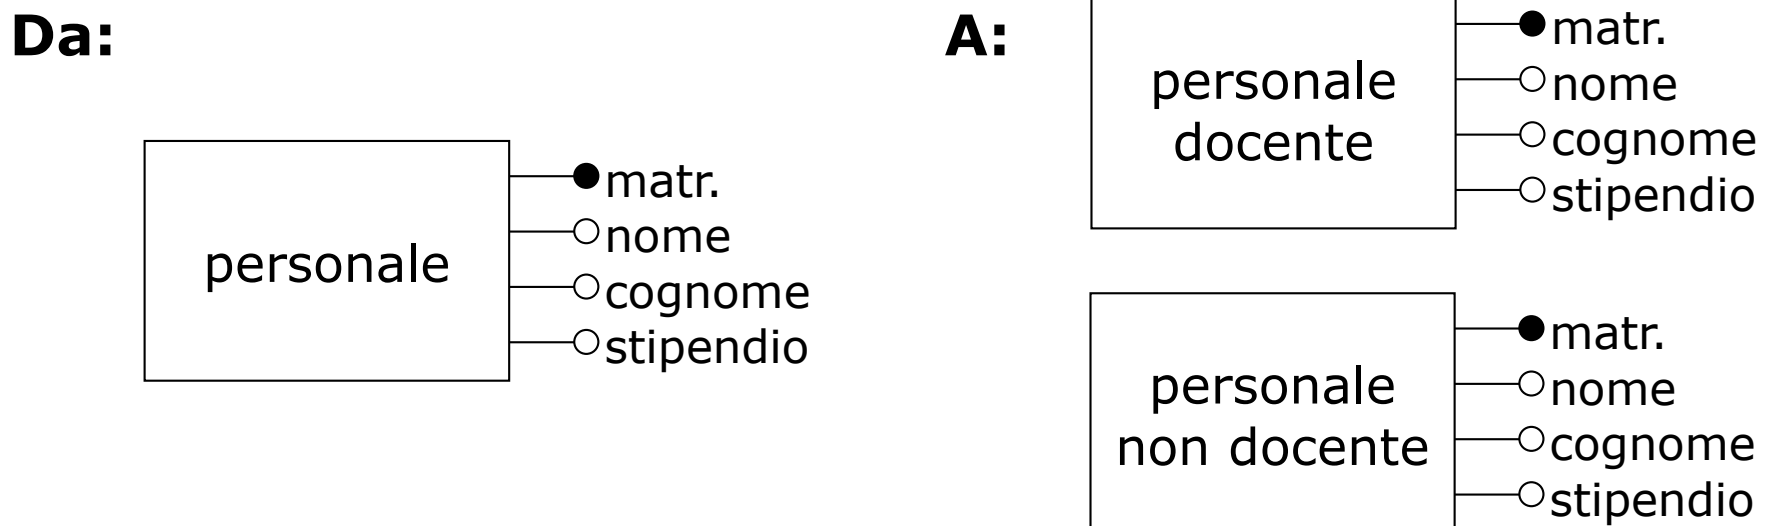 Da:
personale
matr.
nome
cognome
stipendio
A:
personale
docente
matr.
nome
cognome
stipendio
personale
non docente
matr.
nome
cognome
stipendio